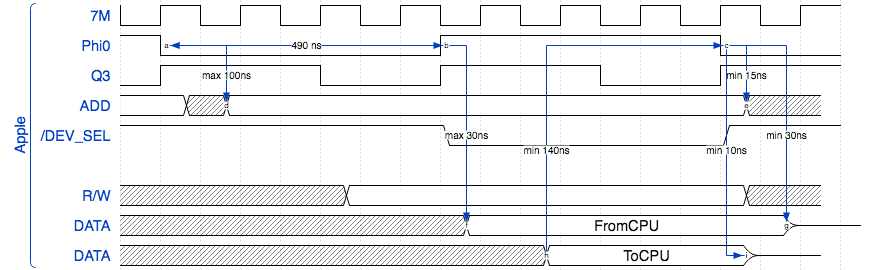 7M
Phi0
a
490 ns
b
c
Q3
max 100ns
min 15ns
ADD
d
e
/DEV_SEL
max 30ns
min 140ns
min 10ns
min 30ns
Apple
R/W
DATA
f
FromCPU
g
DATA
h
ToCPU
i